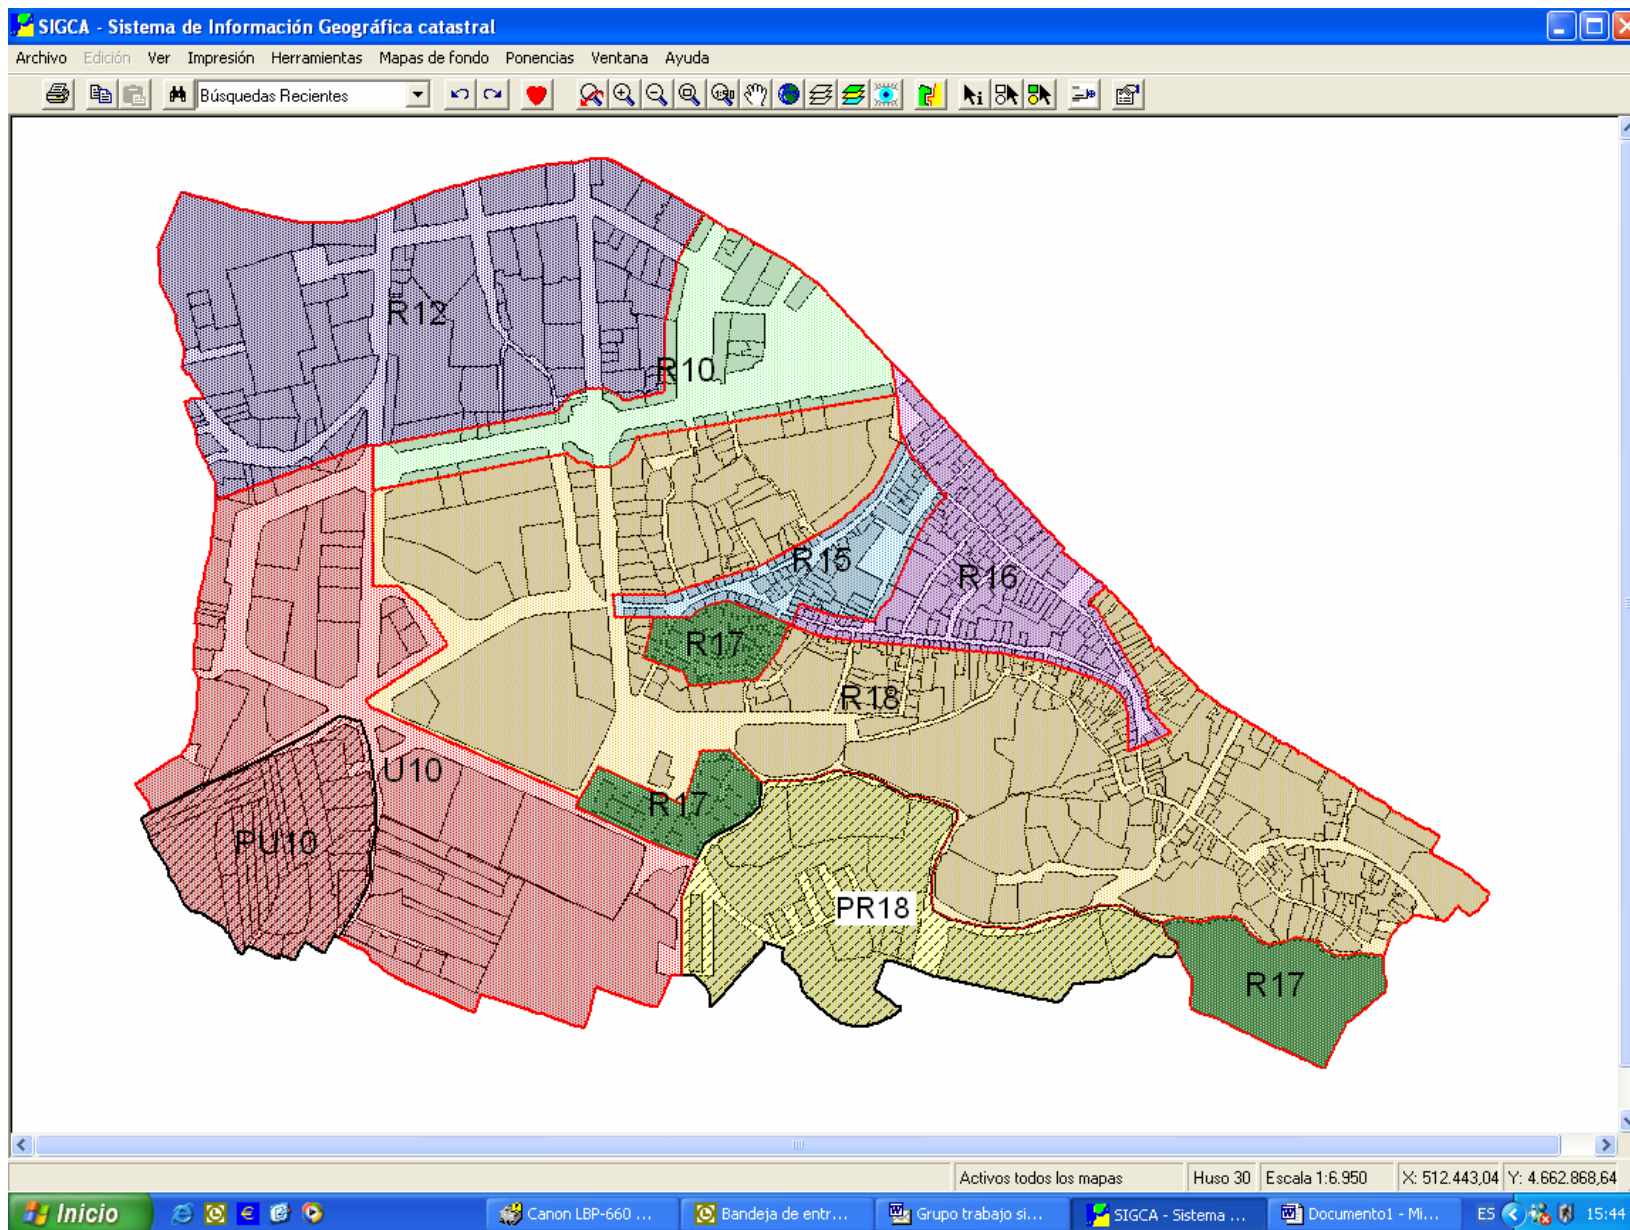 SIGCA - Sistema de Información Geográfica catastral
Archivo Edición Ver Impresión Herramientas Mapas de fondo Ponencias Ventana Ayuda
Búsquedas Recientes
R12
R10
R15
R16
R17
R18
U10
R17
PU10
PR18
R17
Activos todos los mapas Huso 30 Escala 1:6.950 X: 512.443,04 Y: 4.662.868,64
Inicio Canon LBP-660 ... Bandeja de entr... Grupo trabajo si... SIGCA - Sistema ... Documento1 - Mi... ES 15:44